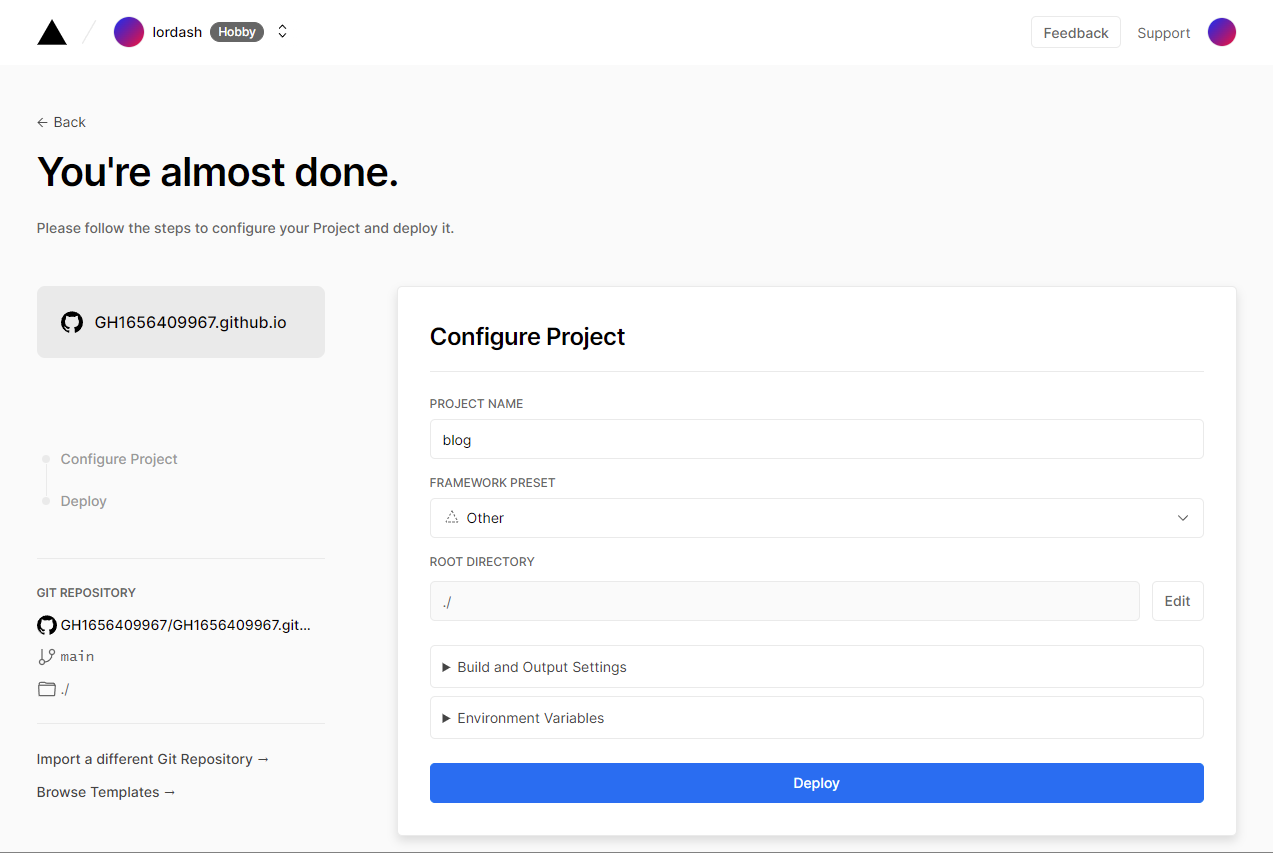 lordash Hobby
Feedback Support
← Back
You're almost done.
Please follow the steps to configure your Project and deploy it.
GH1656409967.github.io
Configure Project
Deploy
GIT REPOSITORY
GH1656409967/GH1656409967.git...
main
./
Import a different Git Repository →
Browse Templates →
Configure Project
PROJECT NAME
blog
FRAMEWORK PRESET
Other
ROOT DIRECTORY
./
Edit
Build and Output Settings
Environment Variables
Deploy